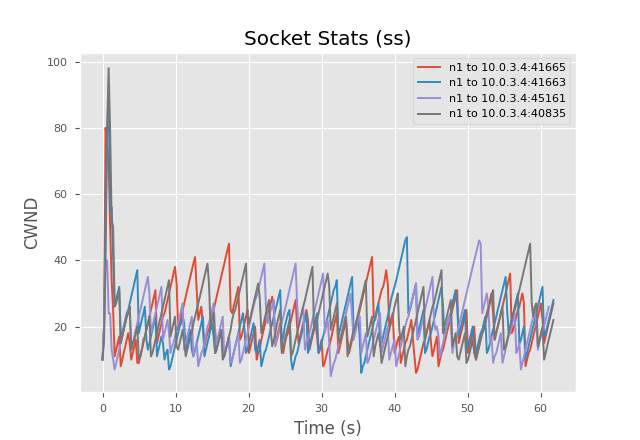 Socket Stats (ss)
n1 to 10.0.3.4:41665
n1 to 10.0.3.4:41663
n1 to 10.0.3.4:45161
n1 to 10.0.3.4:40835
100
80
60
40
20
CWND
0
10
20
30
40
50
60
Time (s)